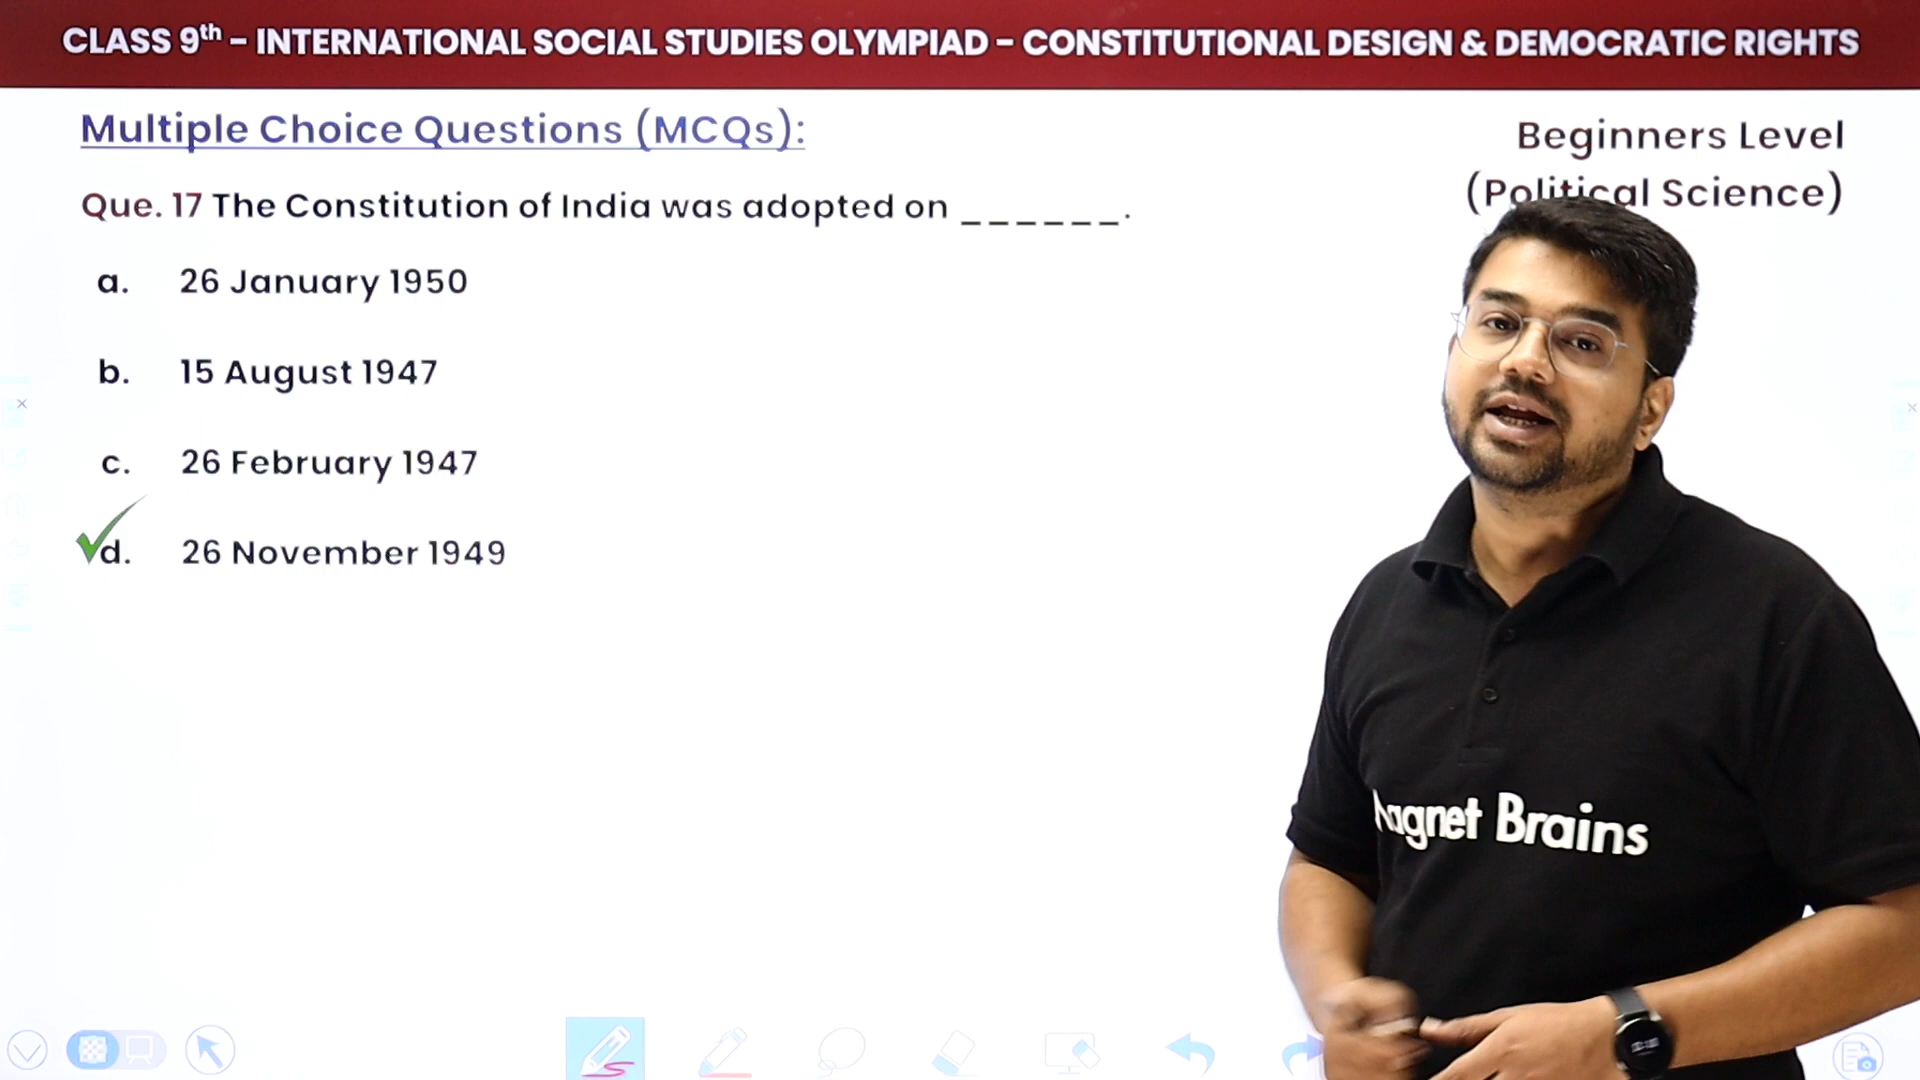 CLASS 9th – INTERNATIONAL SOCIAL STUDIES OLYMPIAD – CONSTITUTIONAL DESIGN & DEMOCRATIC RIGHTS
Multiple Choice Questions (MCQs):
Beginners Level
(Political Science)
Que. 17 The Constitution of India was adopted on ______.
a. 26 January 1950
b. 15 August 1947
c. 26 February 1947
d. 26 November 1949
Magnet Brains